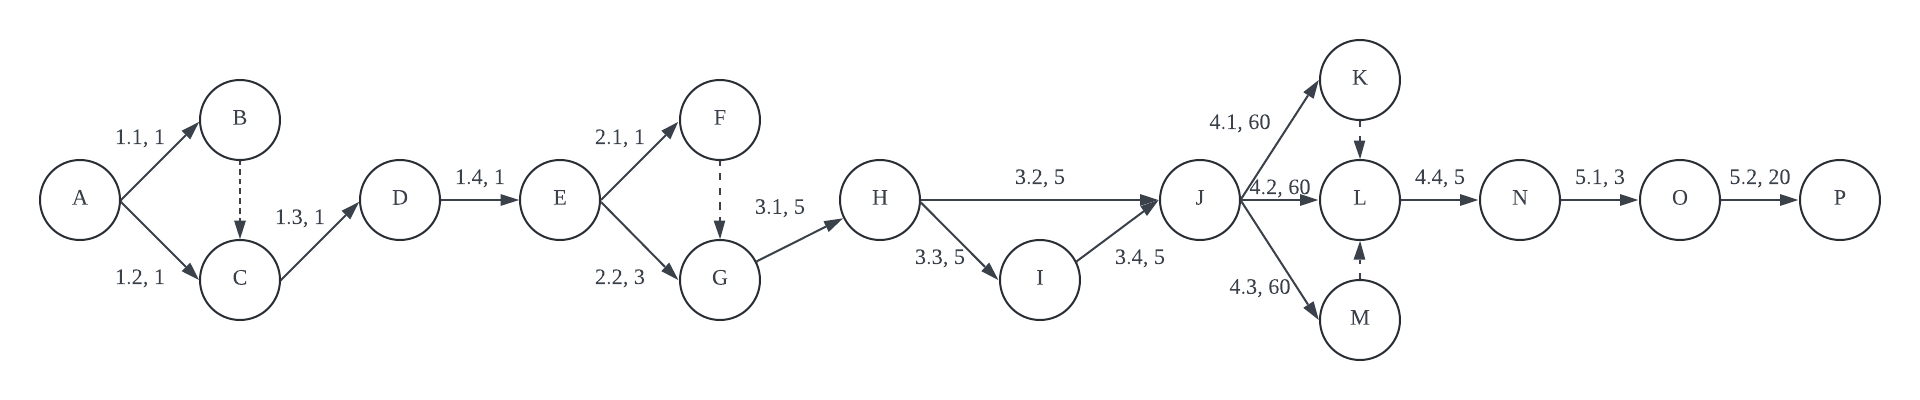 K
B
F
4.1, 60
1.1, 1
2.1, 1
1.4, 1
3.2, 5
4.2, 60
4.4, 5
5.1, 3
5.2, 20
A
D
E
H
J
L
N
O
P
1.3, 1
3.1, 5
1.2, 1
C
2.2, 3
G
3.3, 5
I
3.4, 5
4.3, 60
M